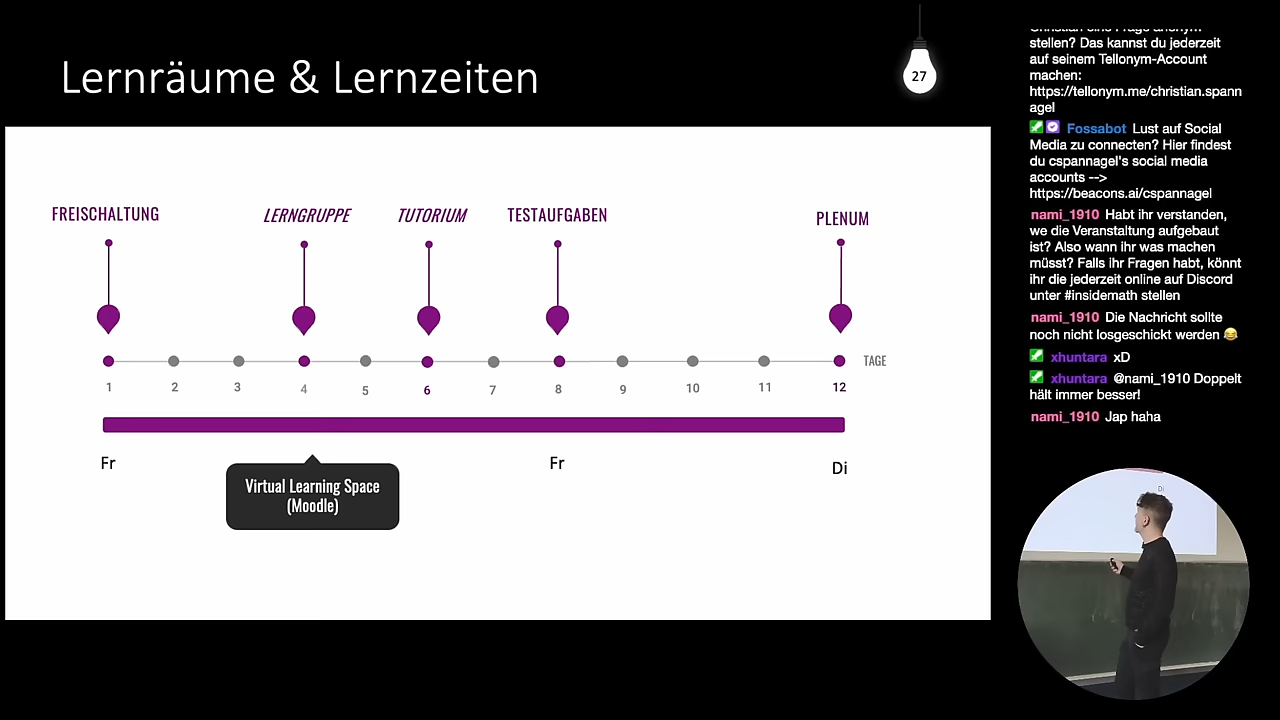 Lernräume & Lernzeiten
27
FREISCHALTUNG
LERNGRUPPE
TUTORIUM
TESTAUFGABEN
PLENUM
TAGE
1
2
3
4
5
6
7
8
9
10
11
12
Fr
Fr
Di
Virtual Learning Space
(Moodle)
Christian eine Frage anonym
stellen? Das kannst du jederzeit
auf seinem Tellonym-Account
machen:
https://tellonym.me/christian.spann
agel
Fossabot Lust auf Social
Media zu connecten? Hier findest
du cspannagel's social media
accounts -->
https://beacons.ai/cspannagel
nami_1910 Habt ihr verstanden,
we die Veranstaltung aufgebaut
ist? Also wann ihr was machen
müsst? Falls ihr Fragen habt, könnt
ihr die jederzeit online auf Discord
unter #insidemath stellen
nami_1910 Die Nachricht sollte
noch nicht losgeschickt werden 😂
xhuntara xD
xhuntara @nami_1910 Doppelt
hält immer besser!
nami_1910 Jap haha
Di